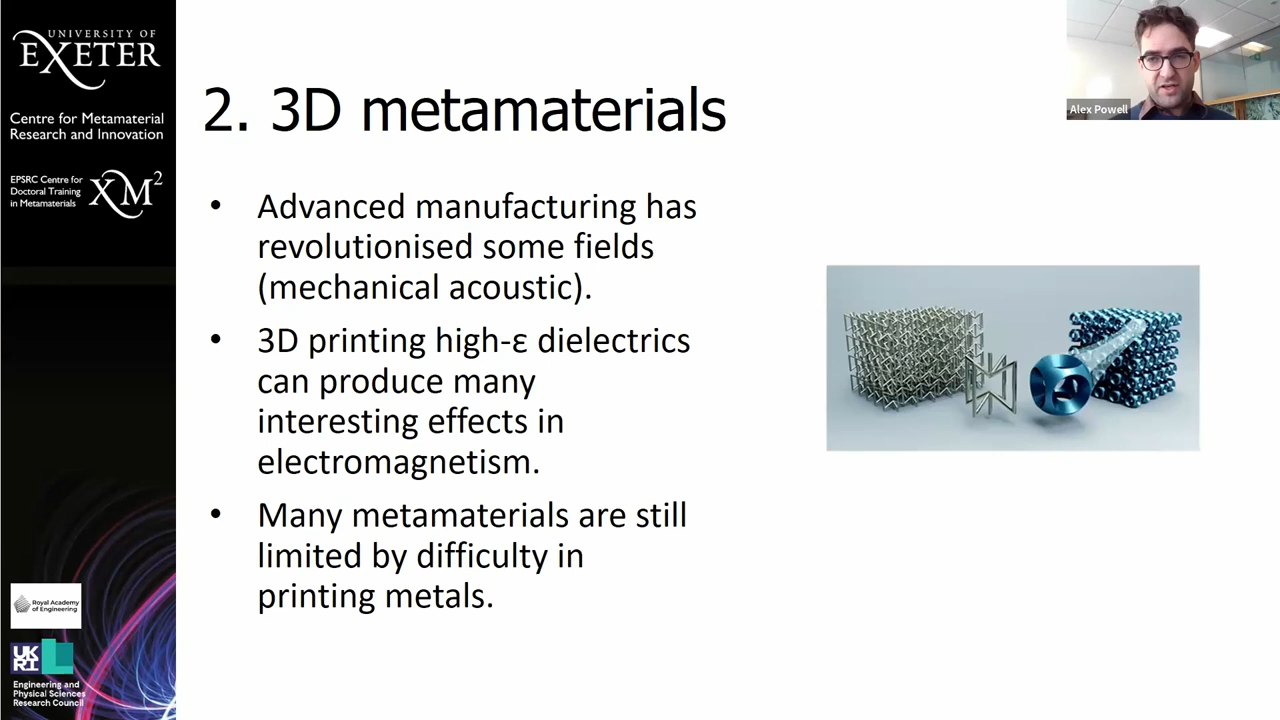 UNIVERSITY OF
EXETER
Centre for Metamaterial
Research and Innovation
EPSRC Centre for
Doctoral Training
in Metamaterials
XM²
2. 3D metamaterials
• Advanced manufacturing has
revolutionised some fields
(mechanical acoustic).
• 3D printing high-ε dielectrics
can produce many
interesting effects in
electromagnetism.
• Many metamaterials are still
limited by difficulty in
printing metals.
Alex Powell
Royal Academy
of Engineering
UK
RI
Engineering and
Physical Sciences
Research Council